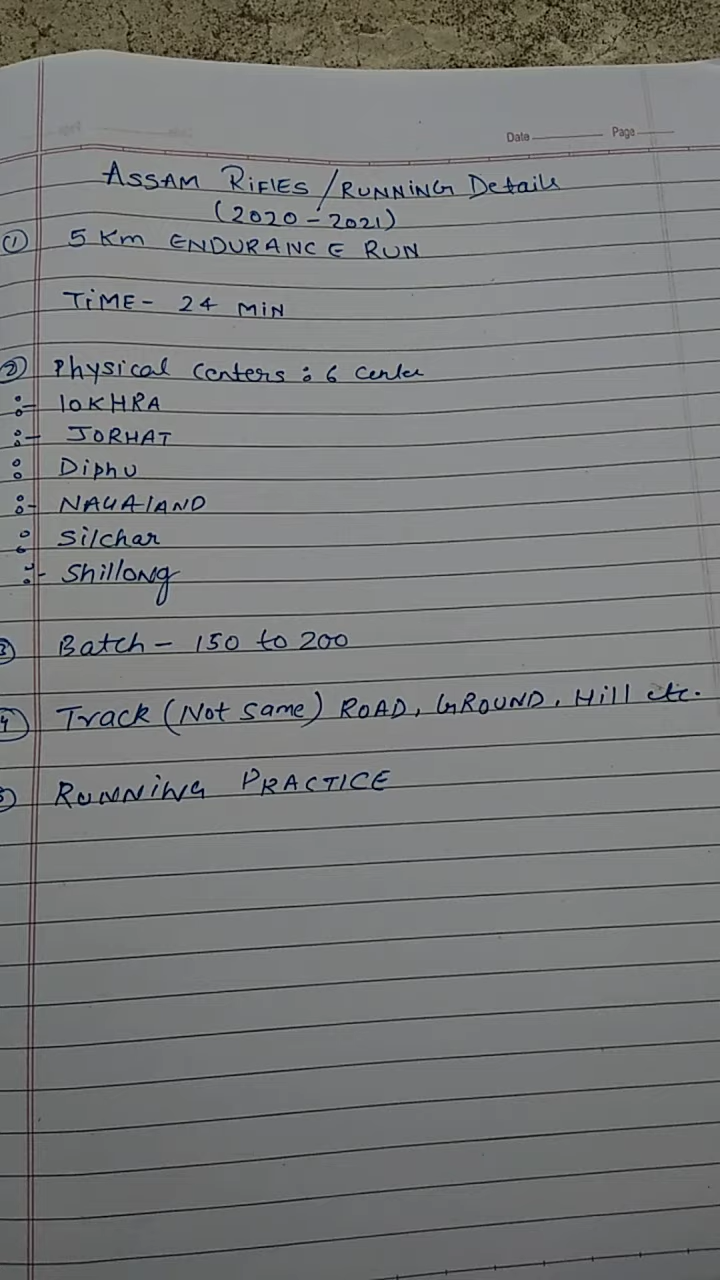 Date Page
ASSAM RIFIES / RUNNING Details
(2020-2021)
① 5 Km ENDURANCE RUN
TiME- 24 MiN
② Physical Centers : 6 Center
:- lOKHRA
:- JORHAT
: Diphu
:- NAGAlAND
: Silchar
:- Shillong
③ Batch - 150 to 200
④ Track (Not same) ROAD, GROUND, Hill etc.
⑤ RUNNiNG PRACTICE